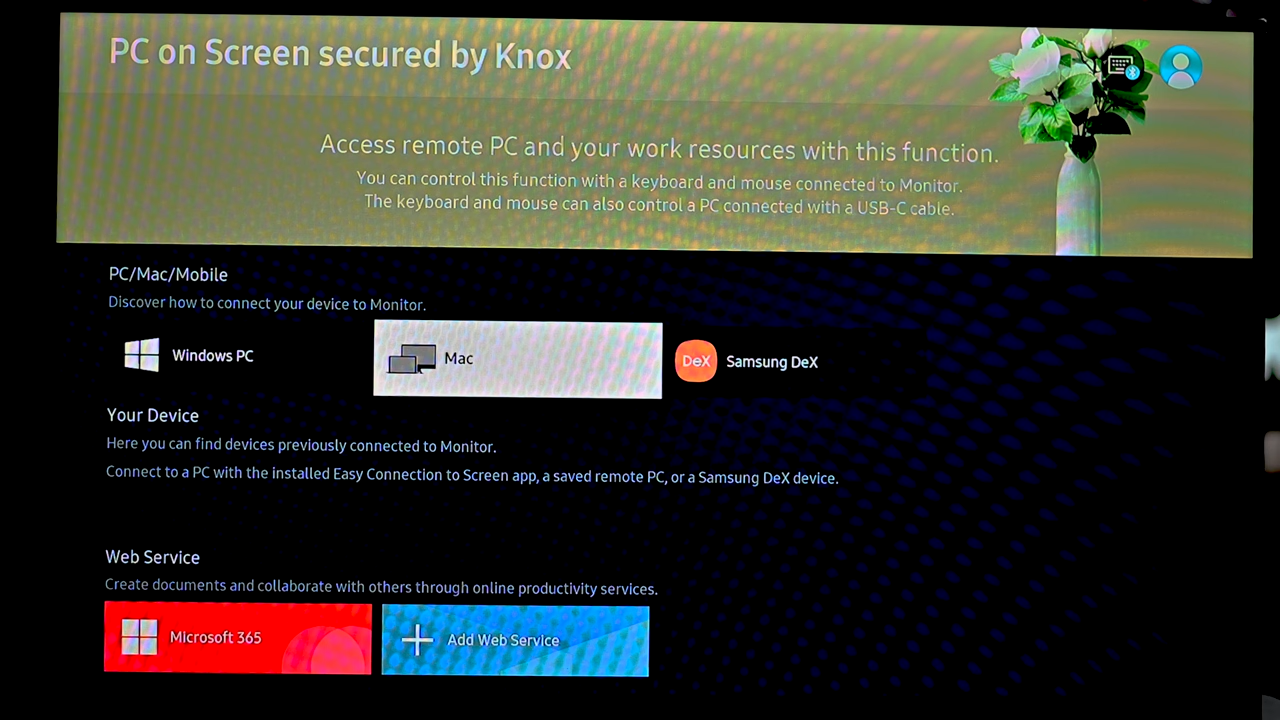 PC on Screen secured by Knox
Access remote PC and your work resources with this function.
You can control this function with a keyboard and mouse connected to Monitor.
The keyboard and mouse can also control a PC connected with a USB-C cable.
PC/Mac/Mobile
Discover how to connect your device to Monitor.
Windows PC
Mac
DeX Samsung DeX
Your Device
Here you can find devices previously connected to Monitor.
Connect to a PC with the installed Easy Connection to Screen app, a saved remote PC, or a Samsung DeX device.
Web Service
Create documents and collaborate with others through online productivity services.
Microsoft 365
Add Web Service